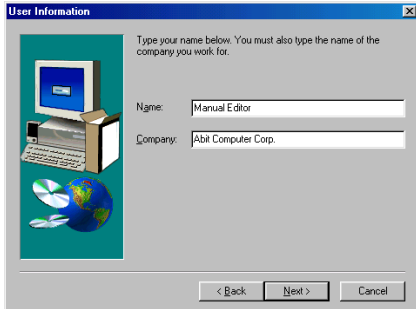 User Information
Type your name below. You must also type the name of the
company you work for.
Name: Manual Editor
Company: Abit Computer Corp.
< Back Next > Cancel